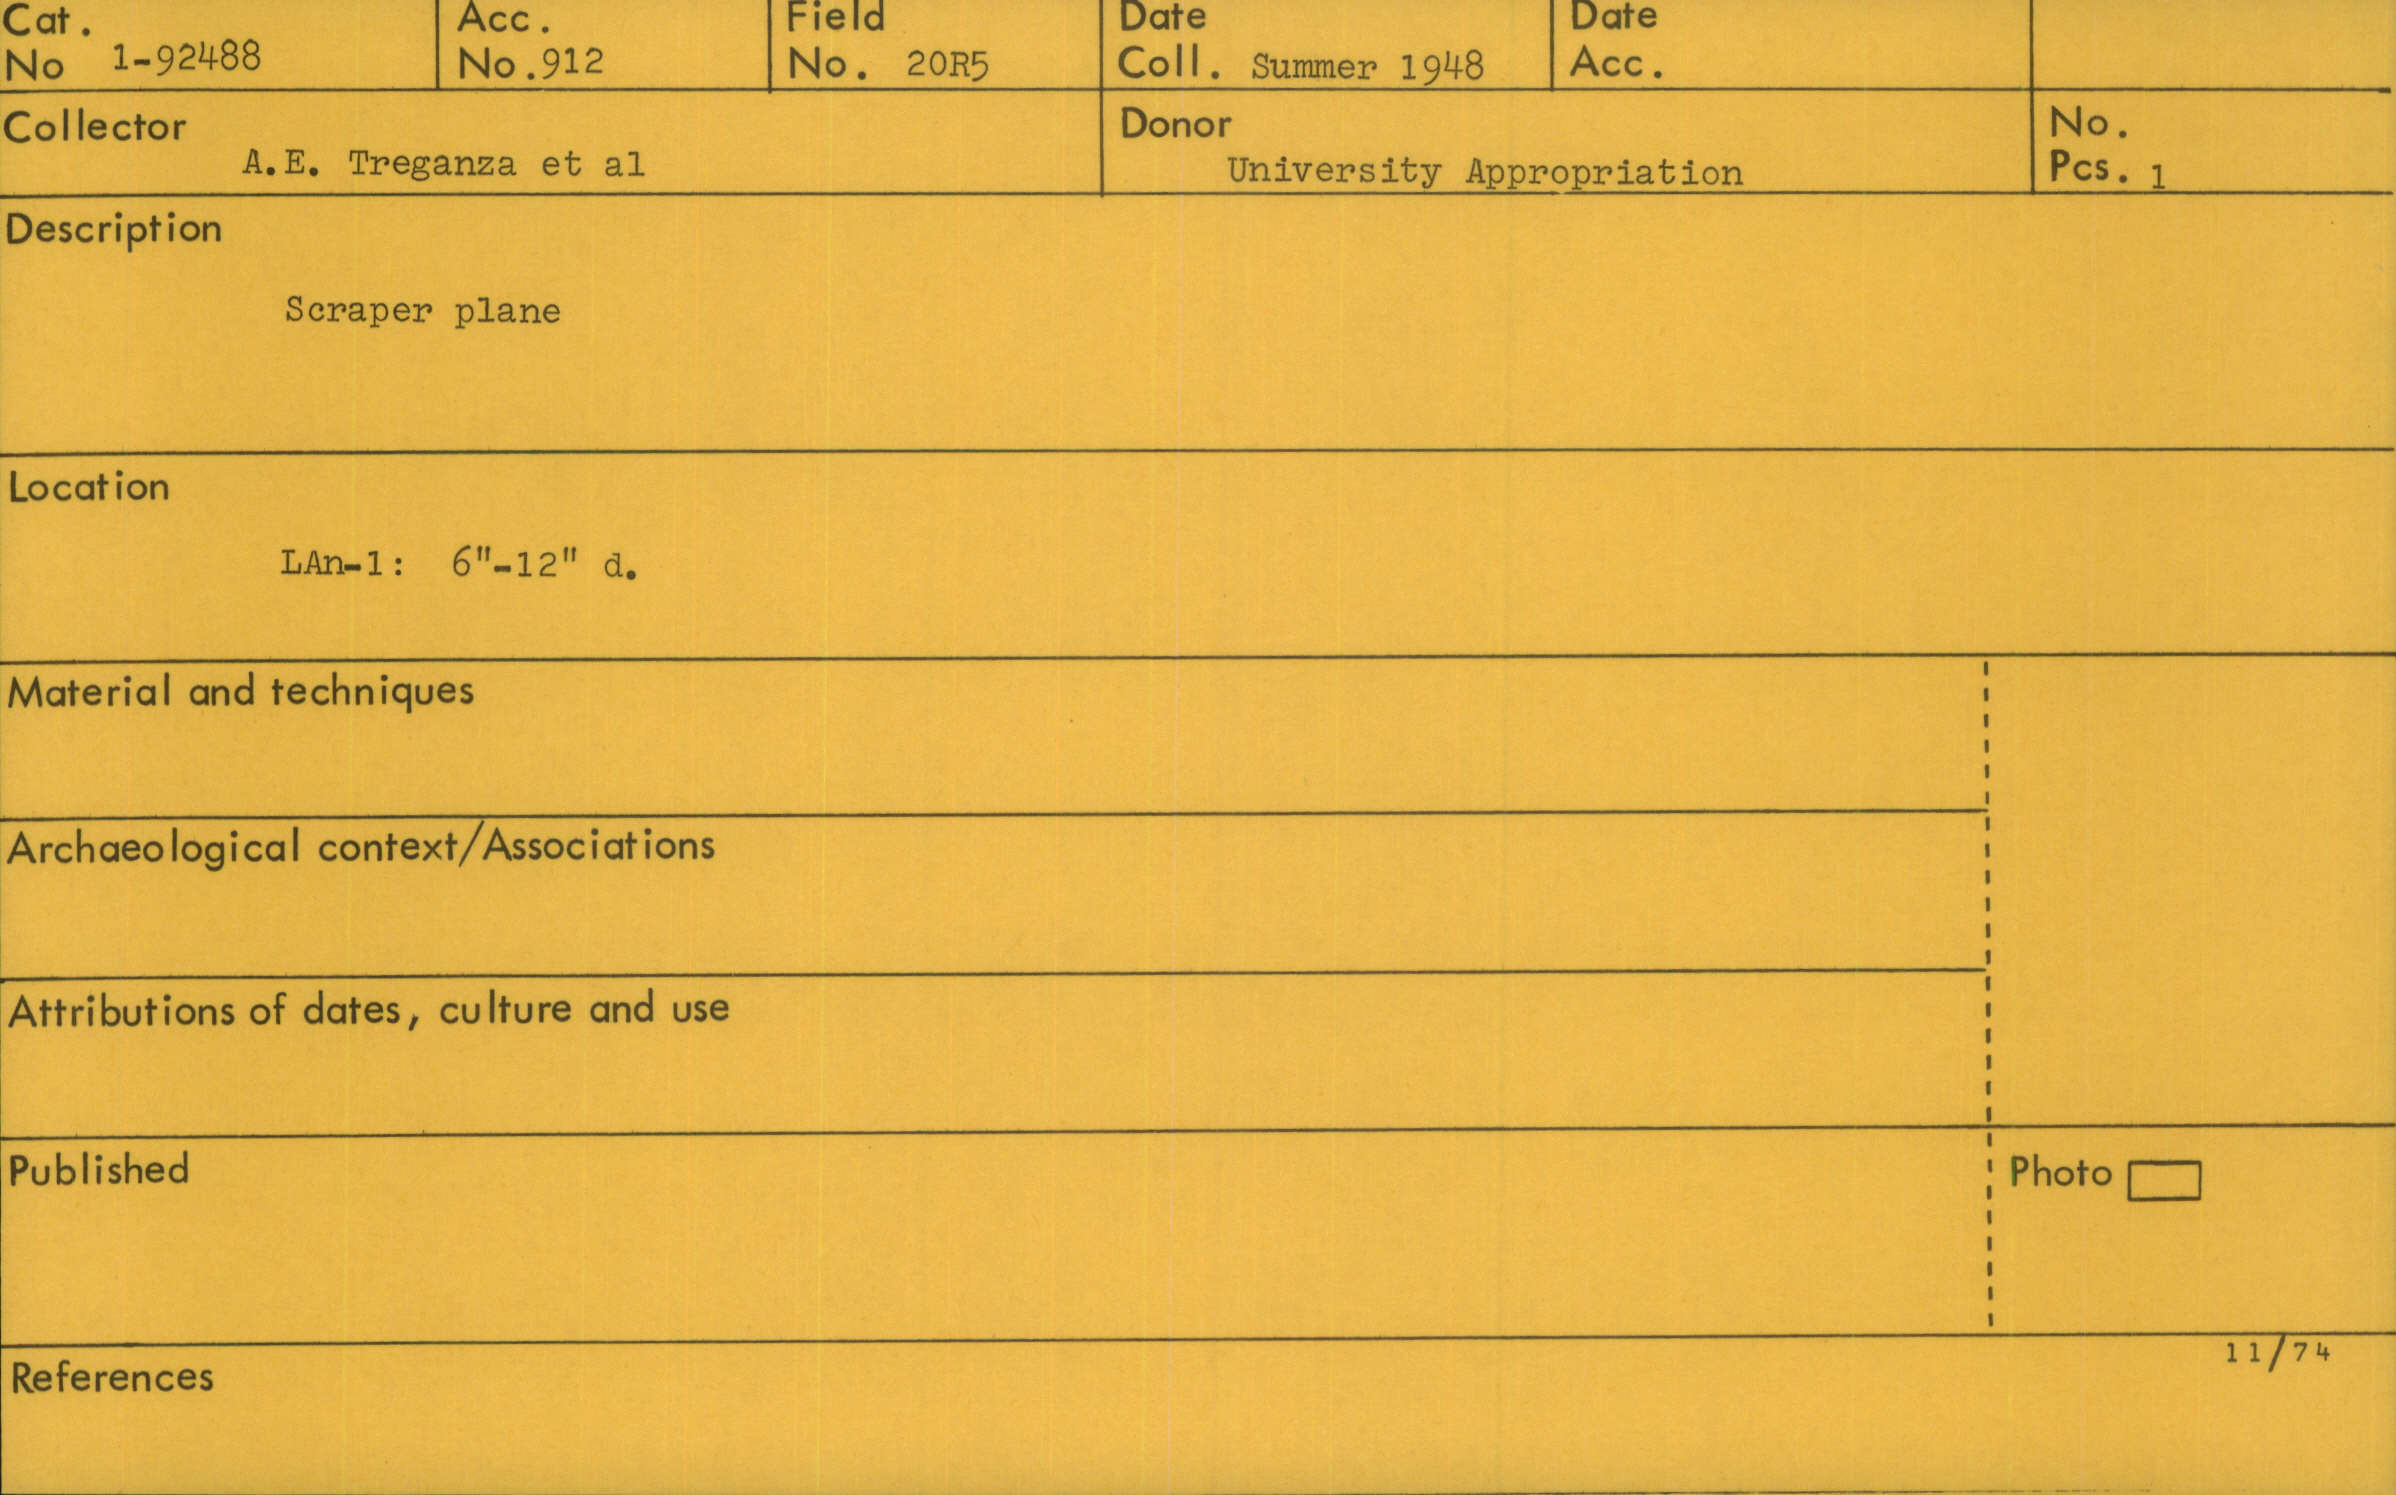 Cat. No 1-92488
Acc. No. 912
Field No. 20R5
Date Coll. Summer 1948
Date Acc.
Collector
A.E. Treganza et al
Donor
University Appropriation
No. Pcs. 1
Description
Scraper plane
Location
LAn-1: 6"-12" d.
Material and techniques
Archaeological context/Associations
Attributions of dates, culture and use
Published
Photo
11/74
References